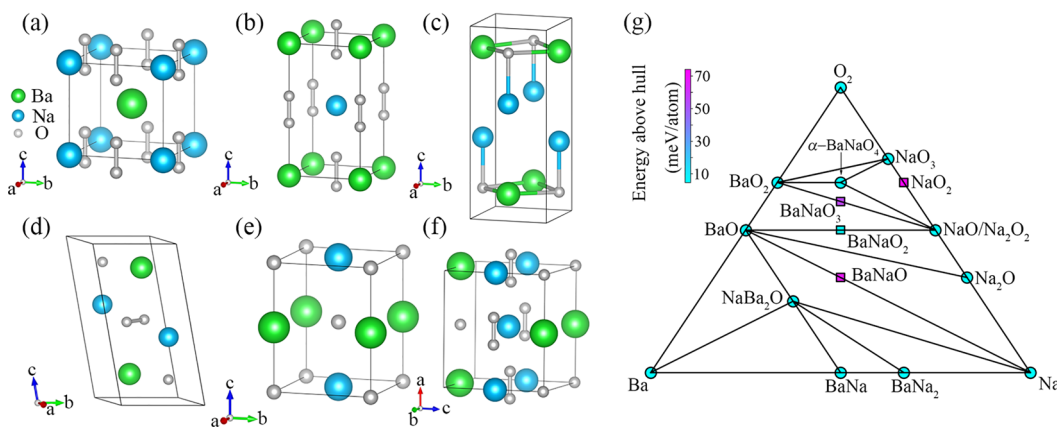 (a)
(b)
(c)
(g)
Ba
Na
O
c
a
b
c
a
b
c
a
b
(d)
(e)
(f)
c
a
b
c
a
b
a
b
c
Energy above hull
(meV/atom)
70
50
30
10
O₂
α−BaNaO₄
NaO₃
BaO₂
NaO₂
BaNaO₃
BaO
NaO/Na₂O₂
BaNaO₂
BaNaO
Na₂O
NaBa₂O
Ba
BaNa
BaNa₂
Na